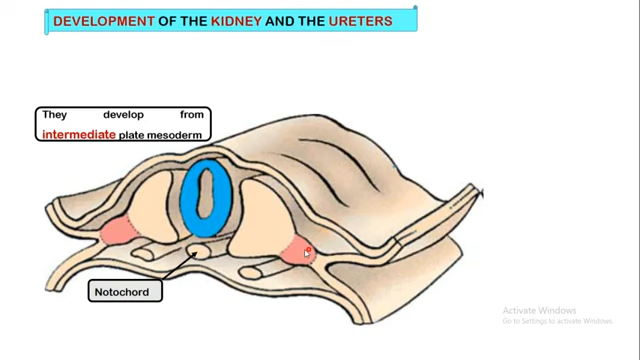 DEVELOPMENT OF THE KIDNEY AND THE URETERS
They develop from
intermediate plate mesoderm
Notochord
Activate Windows
Go to Settings to activate Windows.